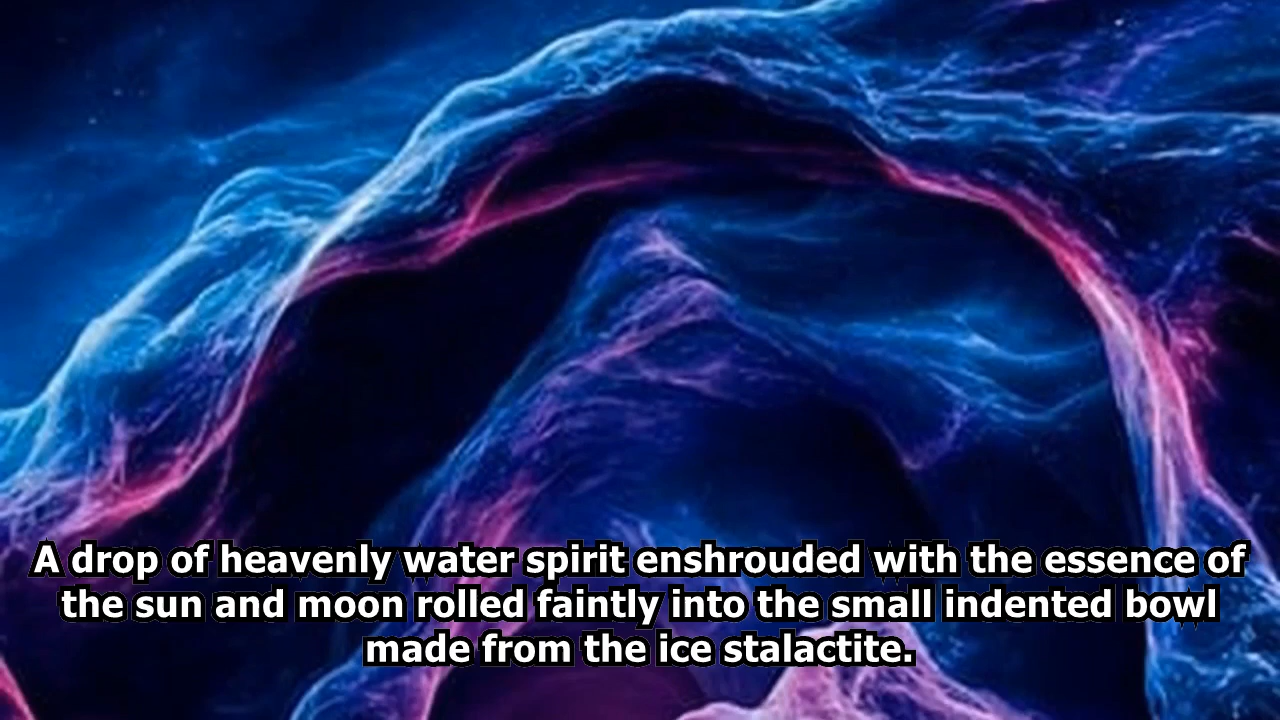 A drop of heavenly water spirit enshrouded with the essence of
the sun and moon rolled faintly into the small indented bowl
made from the ice stalactite.